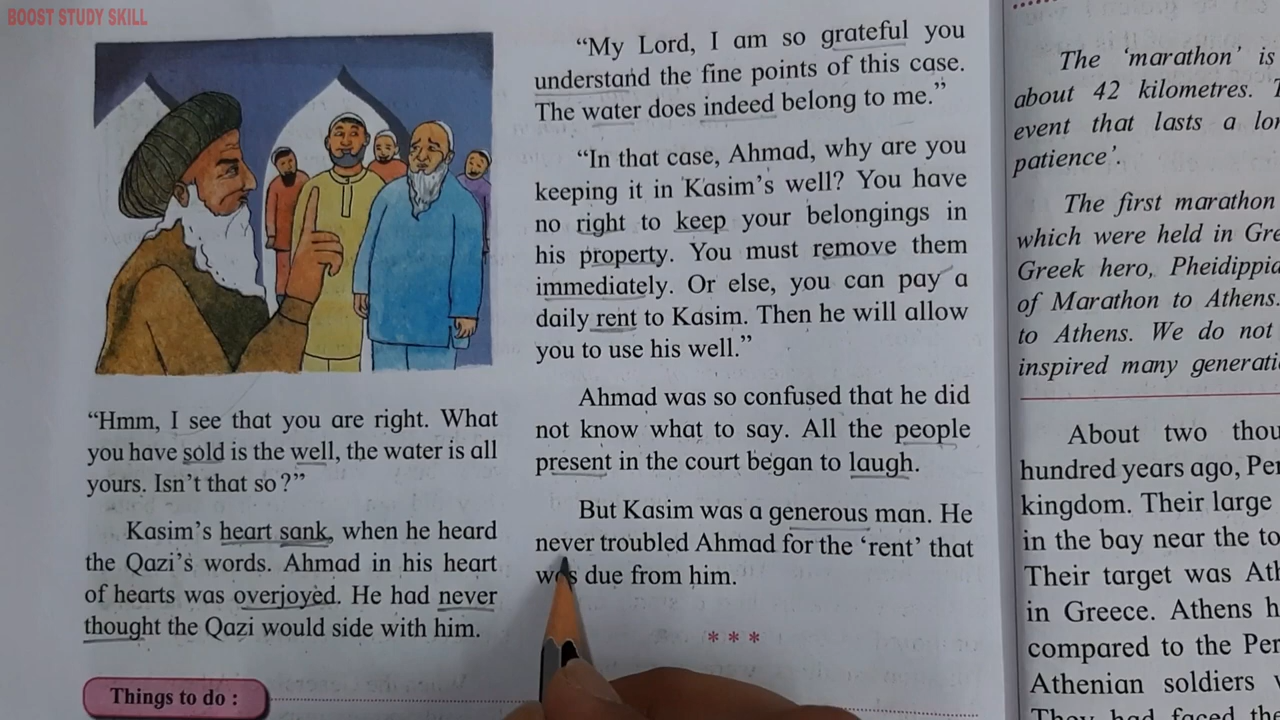 BOOST STUDY SKILL
“Hmm, I see that you are right. What
you have sold is the well, the water is all
yours. Isn’t that so?”
Kasim’s heart sank, when he heard
the Qazi’s words. Ahmad in his heart
of hearts was overjoyed. He had never
thought the Qazi would side with him.
Things to do :
“My Lord, I am so grateful you
understand the fine points of this case.
The water does indeed belong to me.”
“In that case, Ahmad, why are you
keeping it in Kasim’s well? You have
no right to keep your belongings in
his property. You must remove them
immediately. Or else, you can pay a
daily rent to Kasim. Then he will allow
you to use his well.”
Ahmad was so confused that he did
not know what to say. All the people
present in the court began to laugh.
But Kasim was a generous man. He
never troubled Ahmad for the ‘rent’ that
was due from him.
* * *
The ‘marathon’ is
about 42 kilometres.
event that lasts a
patience’.
The first marathon
which were held in
Greek hero,
of Marathon to Athens.
to Athens. We do not
inspired many
About two
hundred years ago,
kingdom. Their large
in the bay near the
Their target was
in Greece. Athens
compared to the
Athenian soldiers
They had faced the